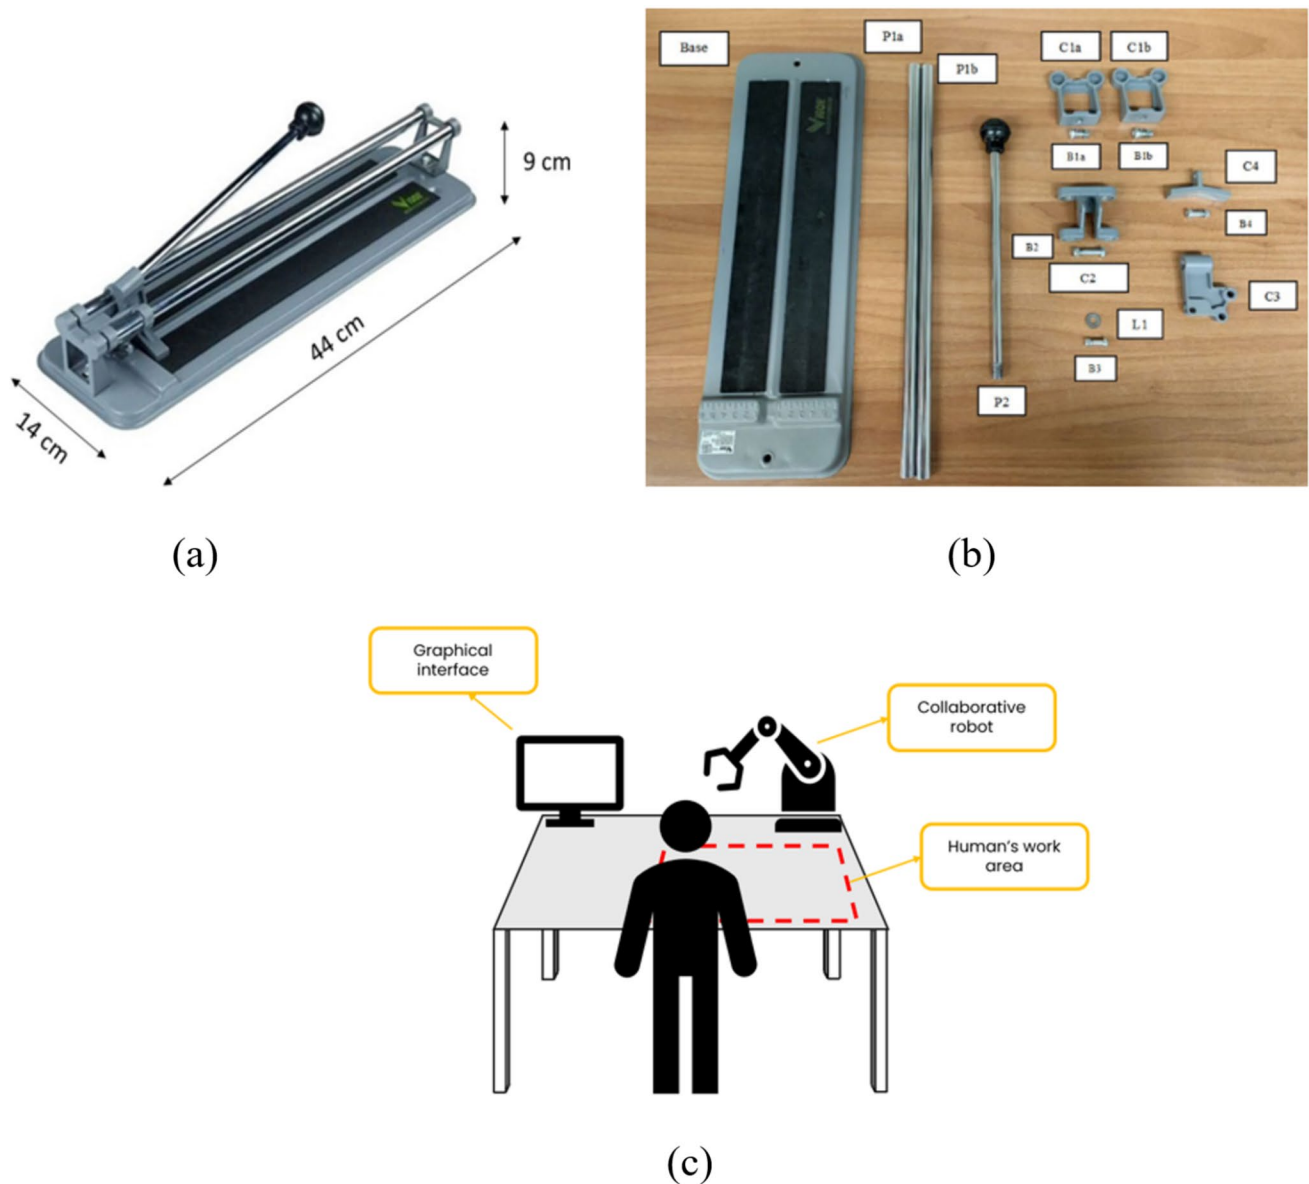 9 cm
44 cm
14 cm
(a)
Base
P1a
P1b
C1a
C1b
B1a
B1b
C4
B4
B2
C2
C3
L1
B3
P2
(b)
Graphical
interface
Collaborative
robot
Human's work
area
(c)